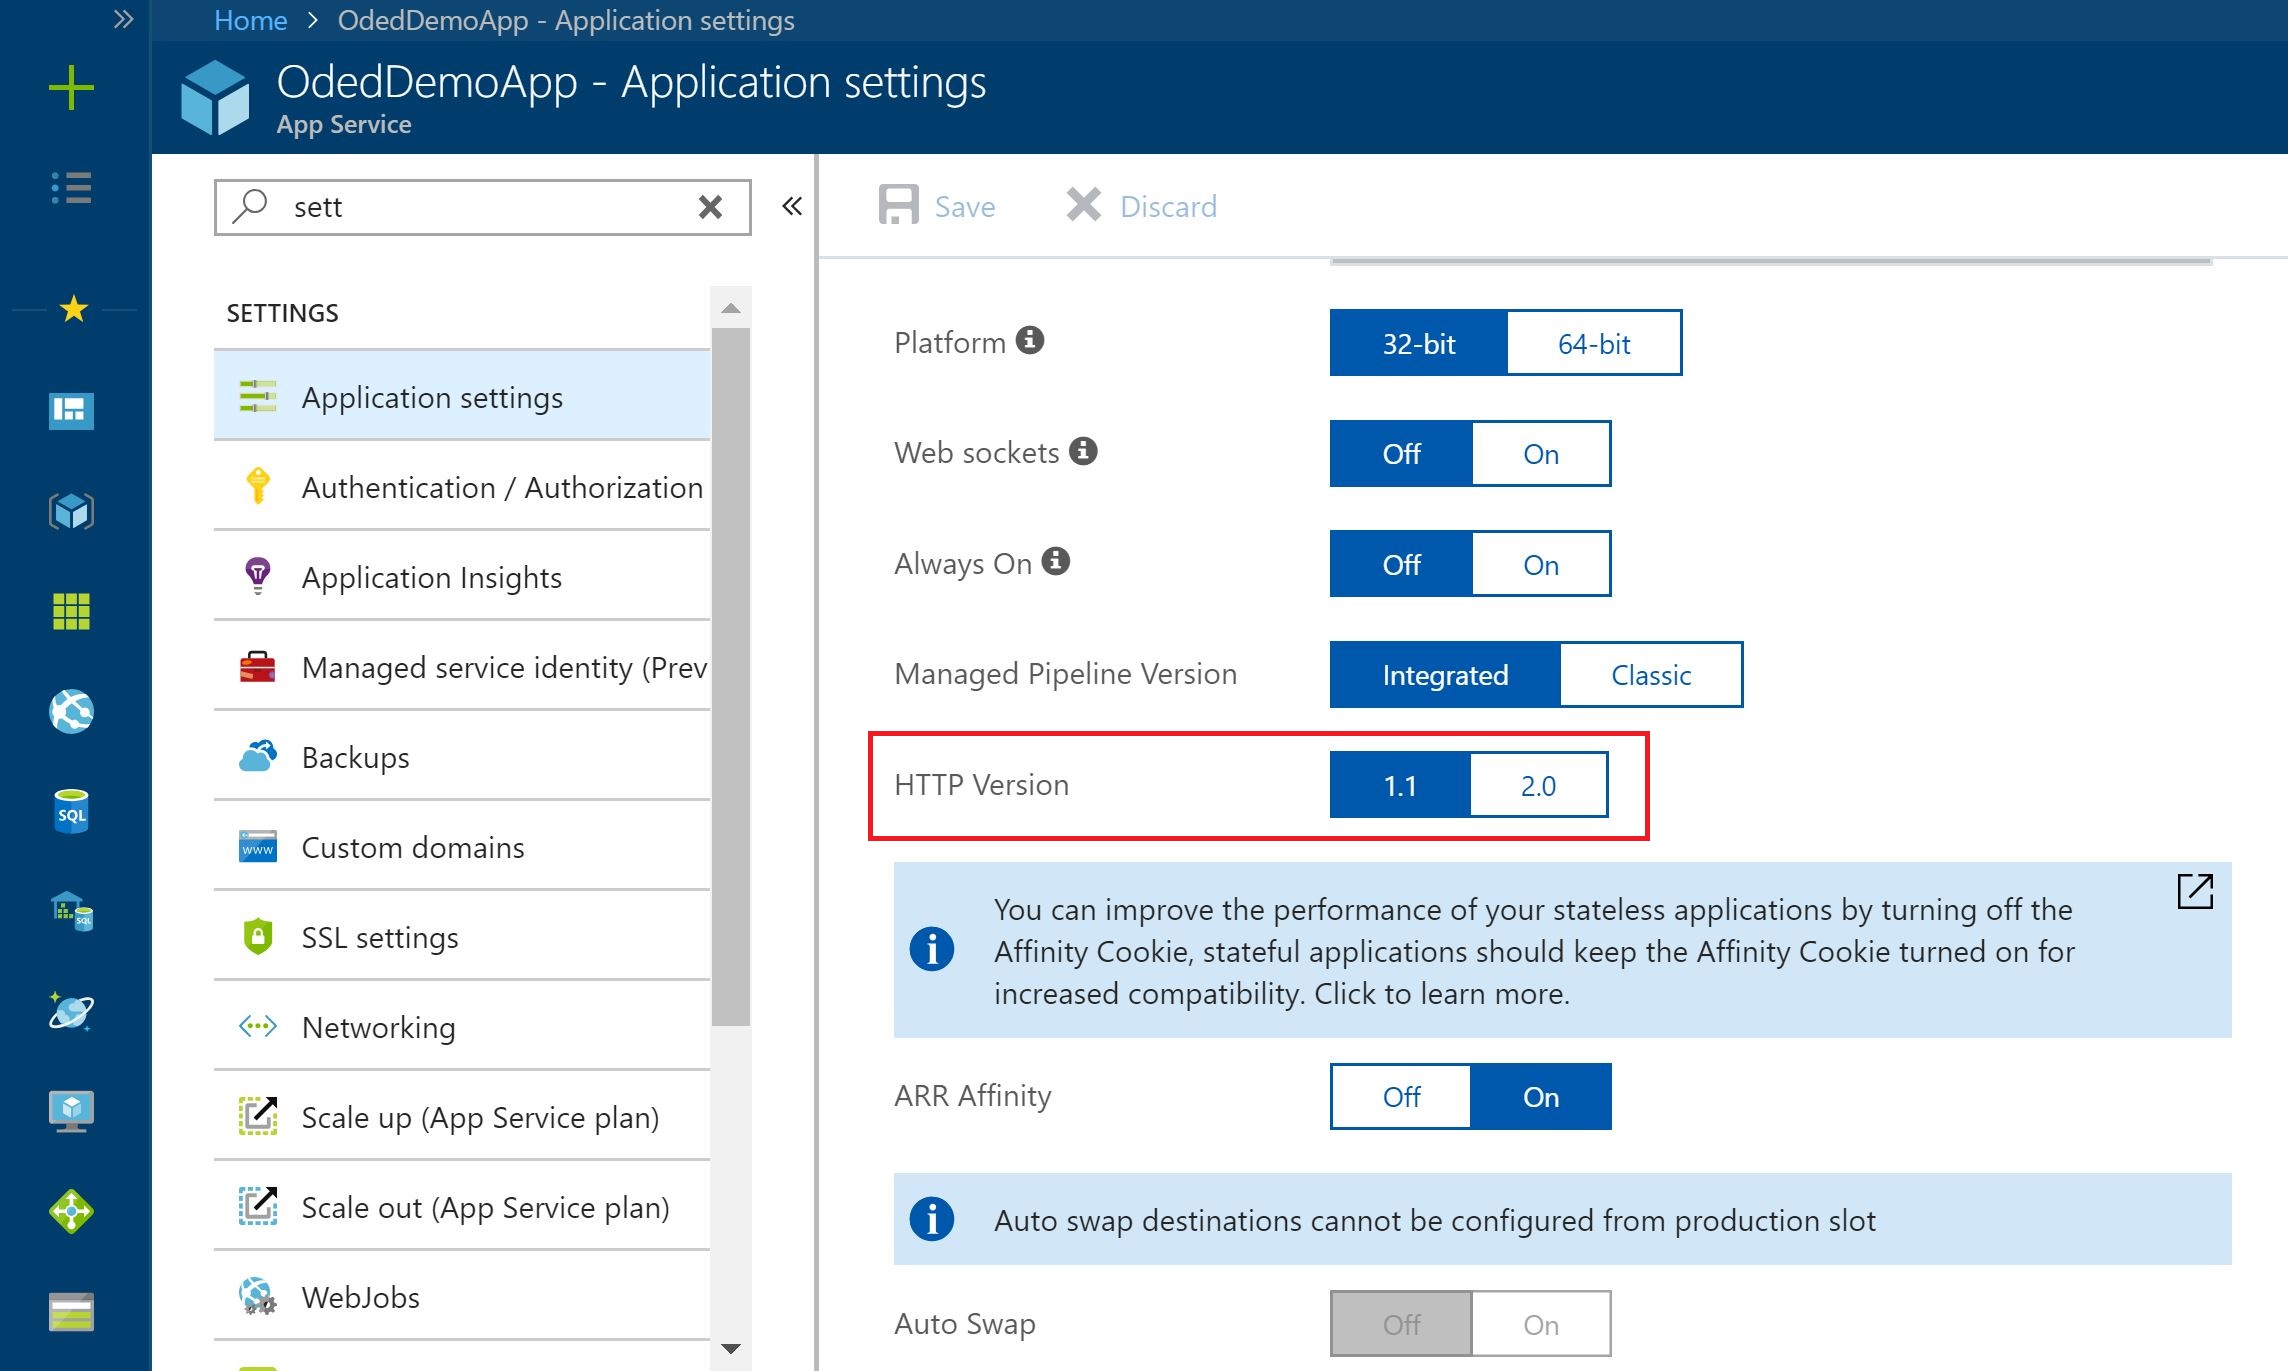 Home > OdedDemoApp - Application settings
OdedDemoApp - Application settings
App Service
sett
SETTINGS
Application settings
Authentication / Authorization
Application Insights
Managed service identity (Prev
Backups
Custom domains
SSL settings
Networking
Scale up (App Service plan)
Scale out (App Service plan)
WebJobs
SQL
SQL
www
Save Discard
Platform 32-bit 64-bit
Web sockets Off On
Always On Off On
Managed Pipeline Version Integrated Classic
HTTP Version 1.1 2.0
You can improve the performance of your stateless applications by turning off the
Affinity Cookie, stateful applications should keep the Affinity Cookie turned on for
increased compatibility. Click to learn more.
ARR Affinity Off On
Auto swap destinations cannot be configured from production slot
Auto Swap Off On